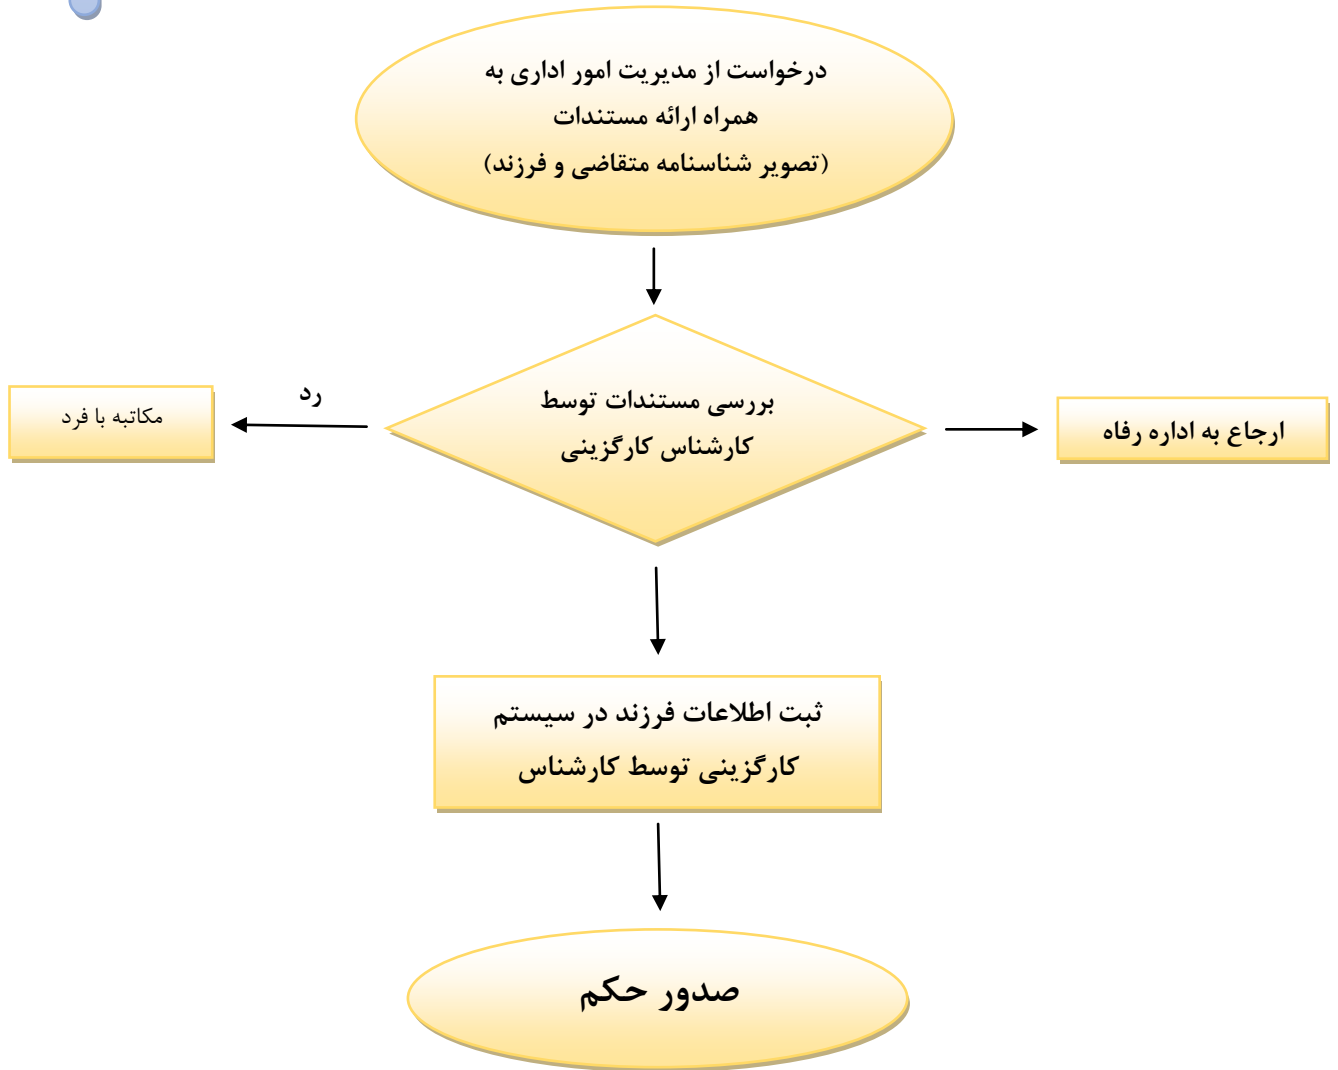 درخواست از مدیریت امور اداری به
همراه ارائه مستندات
(تصویر شناسنامه متقاضی و فرزند)
بررسی مستندات توسط
کارشناس کارگزینی
رد
مکاتبه با فرد
ارجاع به اداره رفاه
ثبت اطلاعات فرزند در سیستم
کارگزینی توسط کارشناس
صدور حکم